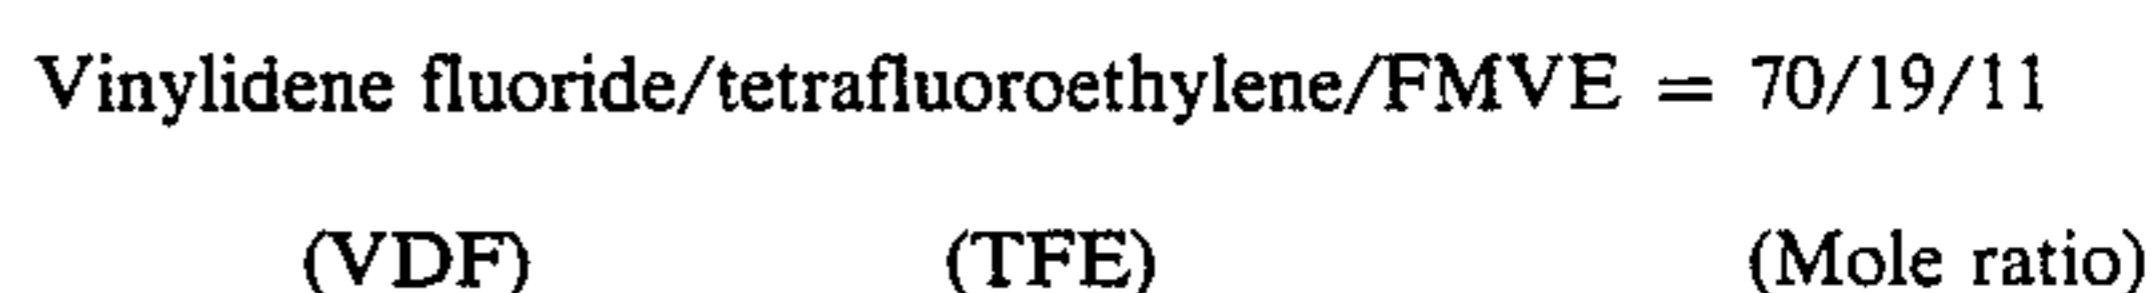 Vinylidene fluoride/tetrafluoroethylene/FMVE = 70/19/11
(VDF) (TFE) (Mole ratio)